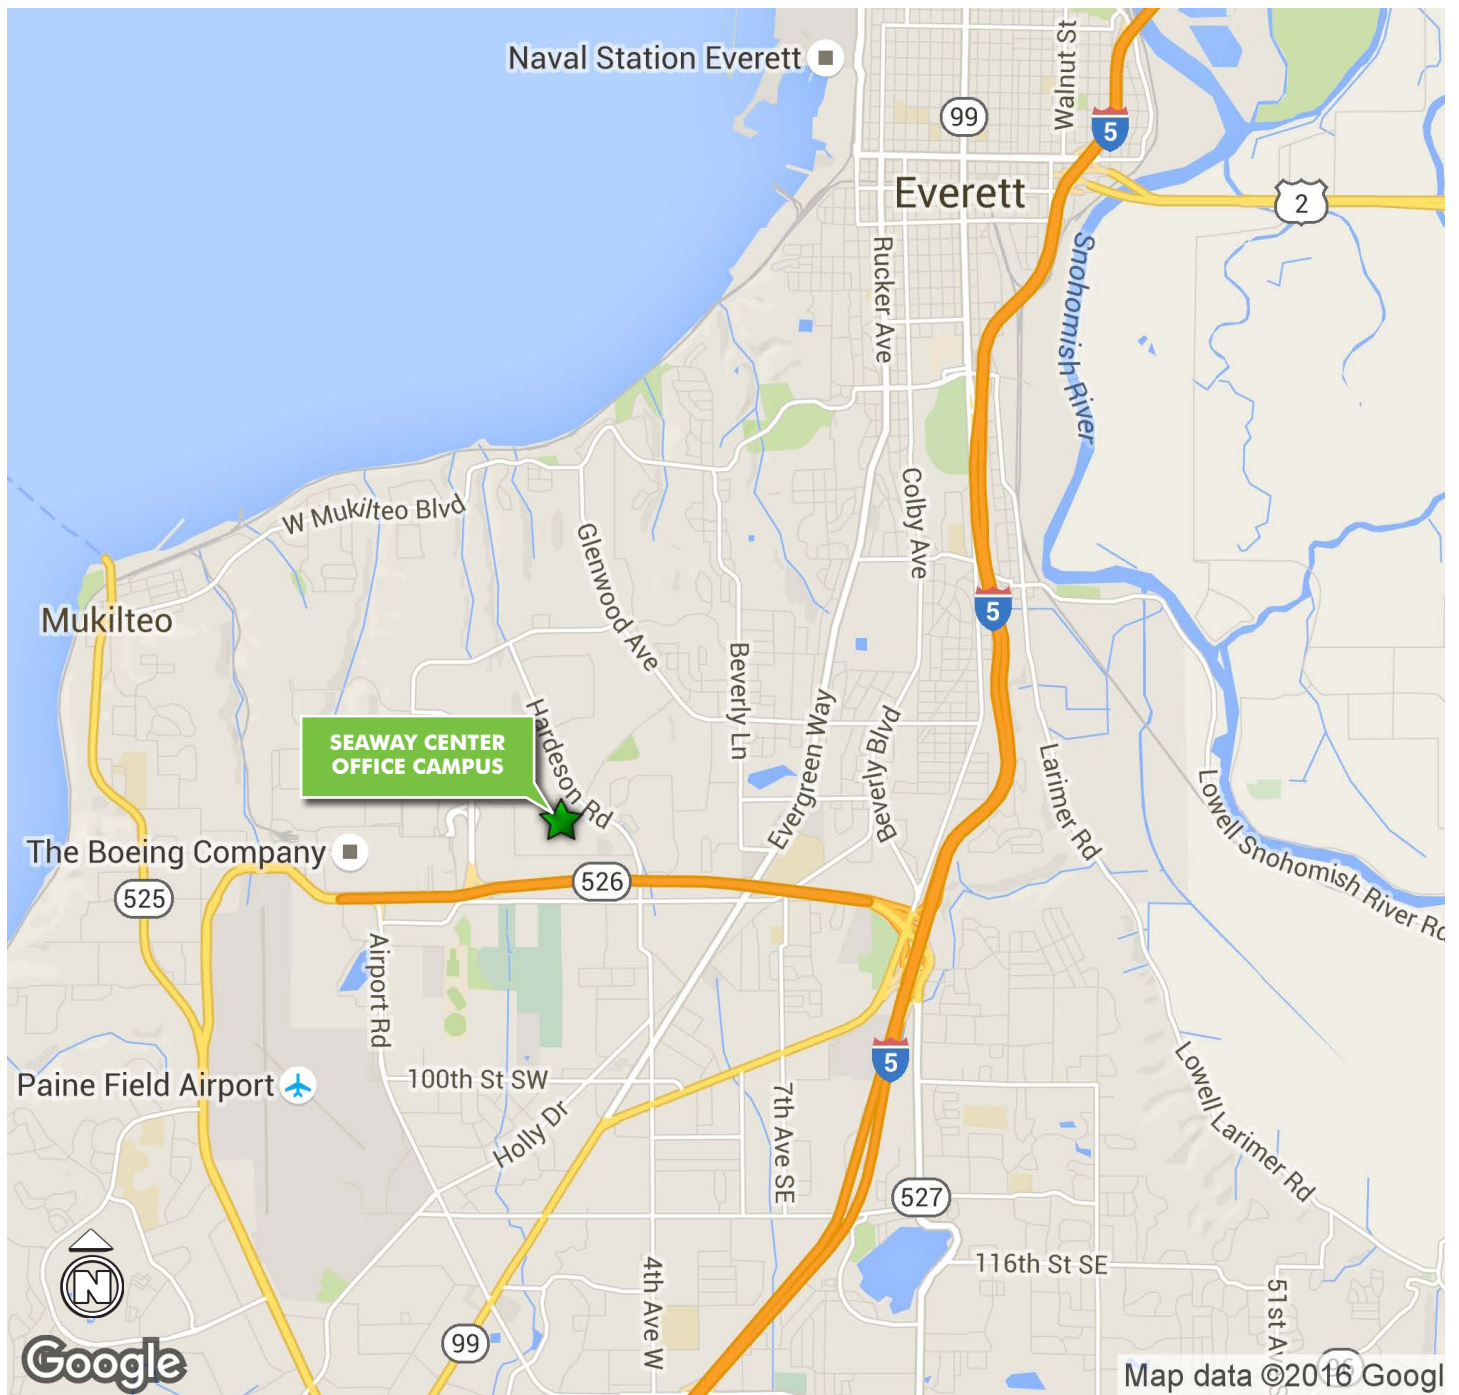 Naval Station Everett
Walnut St
99
5
Everett
2
Rucker Ave
Snohomish River
W Mukilteo Blvd
Colby Ave
Glenwood Ave
5
Mukilteo
Beverly Ln
Hardeson Rd
Evergreen Way
Beverly Blvd
SEAWAY CENTER
OFFICE CAMPUS
Larimer Rd
Lowell Snohomish River Rd
The Boeing Company
526
525
Airport Rd
5
Paine Field Airport
100th St SW
Holly Dr
7th Ave SE
Lowell Larimer Rd
527
116th St SE
4th Ave W
51st Av
N
99
96
Google
Map data ©2016 Googl